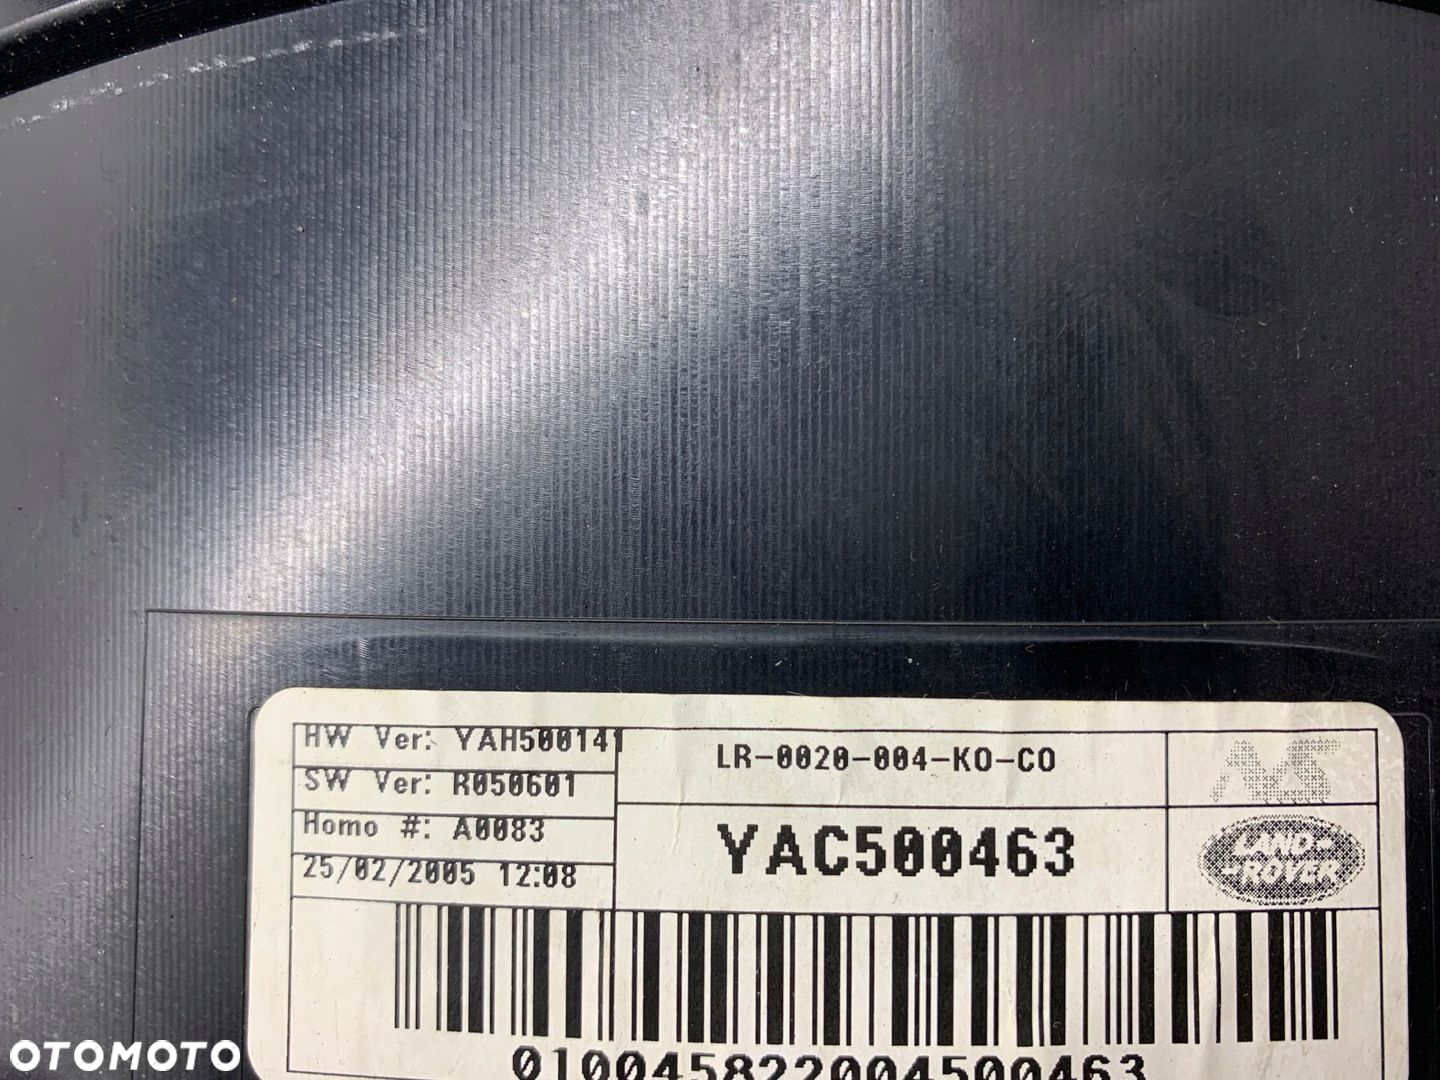 HW Ver: YAH500141
SW Ver: R050601
Homo #: A0083
25/02/2005 12:08
LR-0020-004-KO-CO
YAC500463
LAND-
-ROVER
010045822004500463
OTOMOTO